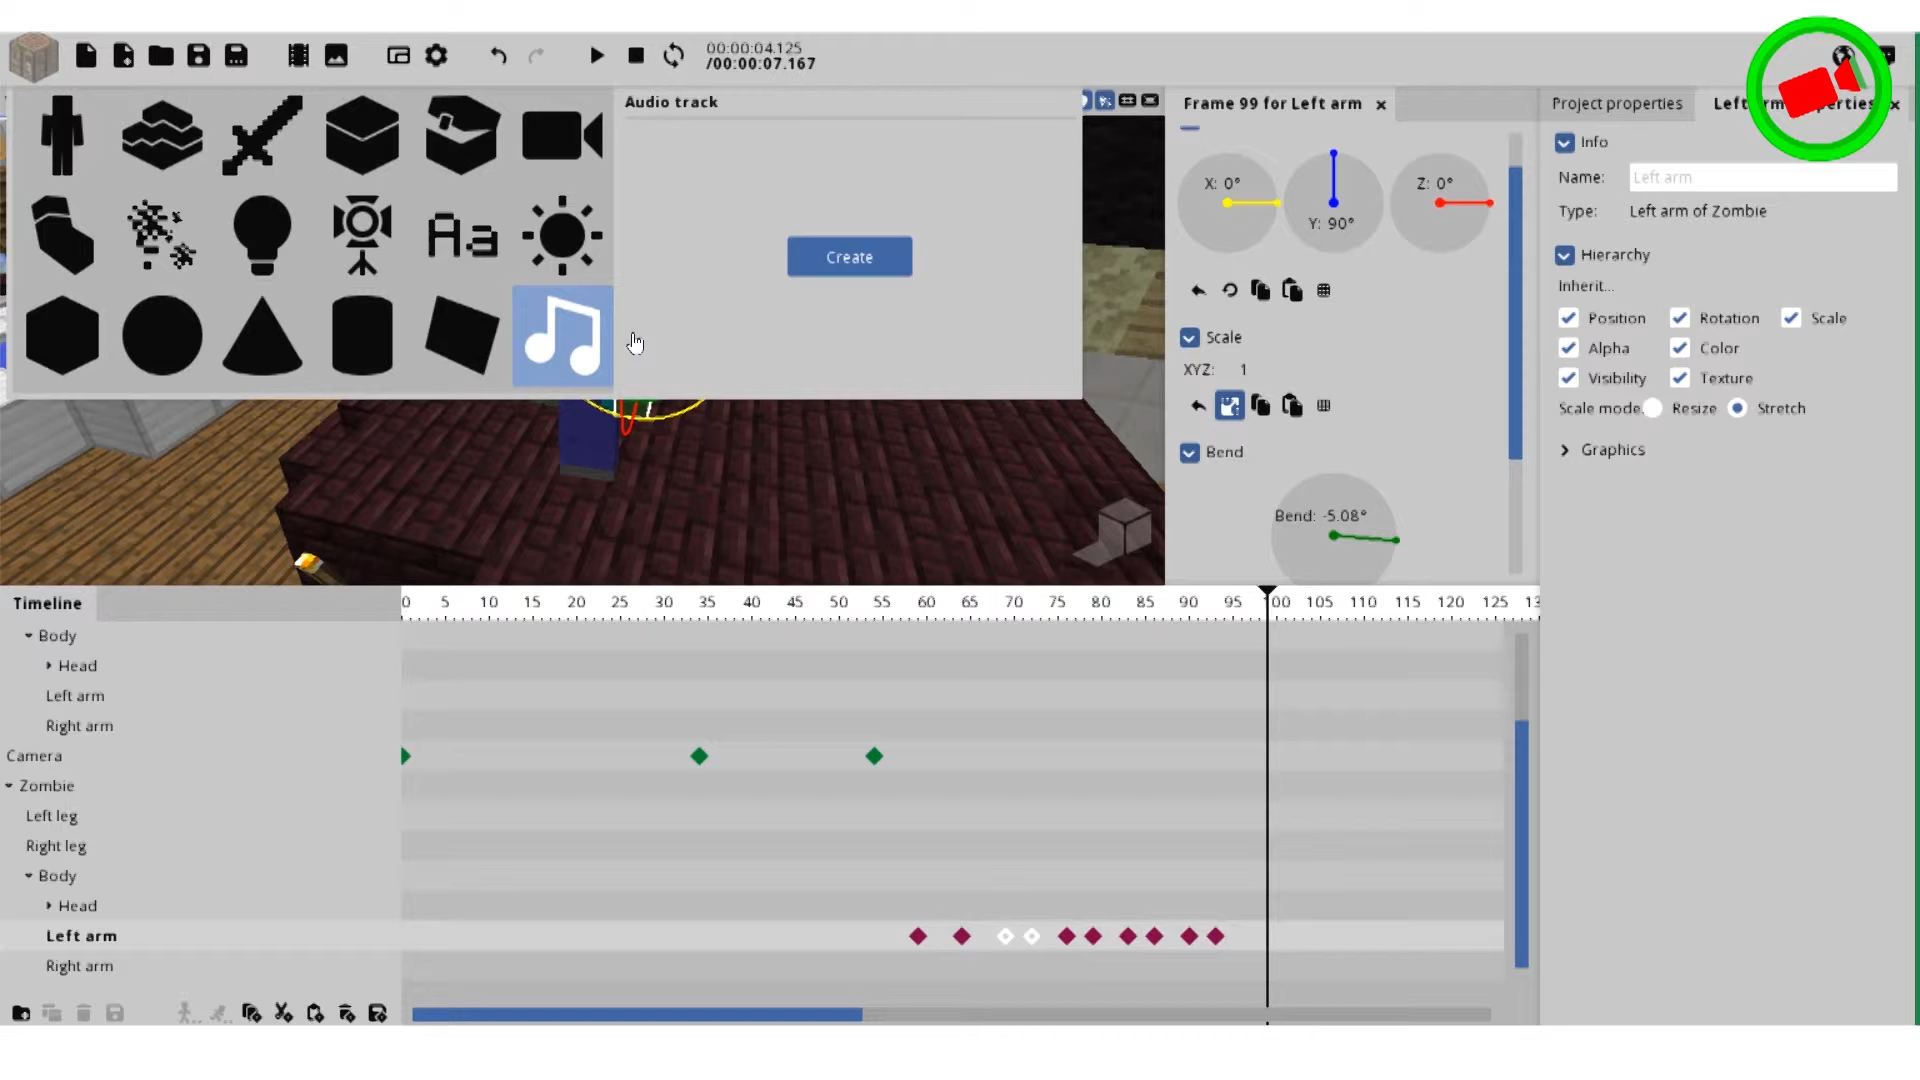 00:00:04.125
/00:00:07.167
Audio track
Create
Aa
Frame 99 for Left arm
X: 0°
Y: 90°
Z: 0°
Scale
XYZ: 1
Bend
Bend: -5.08°
Project properties
Info
Name: Left arm
Type: Left arm of Zombie
Hierarchy
Inherit...
Position Rotation Scale
Alpha Color
Visibility Texture
Scale mode: Resize Stretch
Graphics
Timeline
0 5 10 15 20 25 30 35 40 45 50 55 60 65 70 75 80 85 90 95 105 110 115 120 125
Body
Head
Left arm
Right arm
Camera
Zombie
Left leg
Right leg
Body
Head
Left arm
Right arm